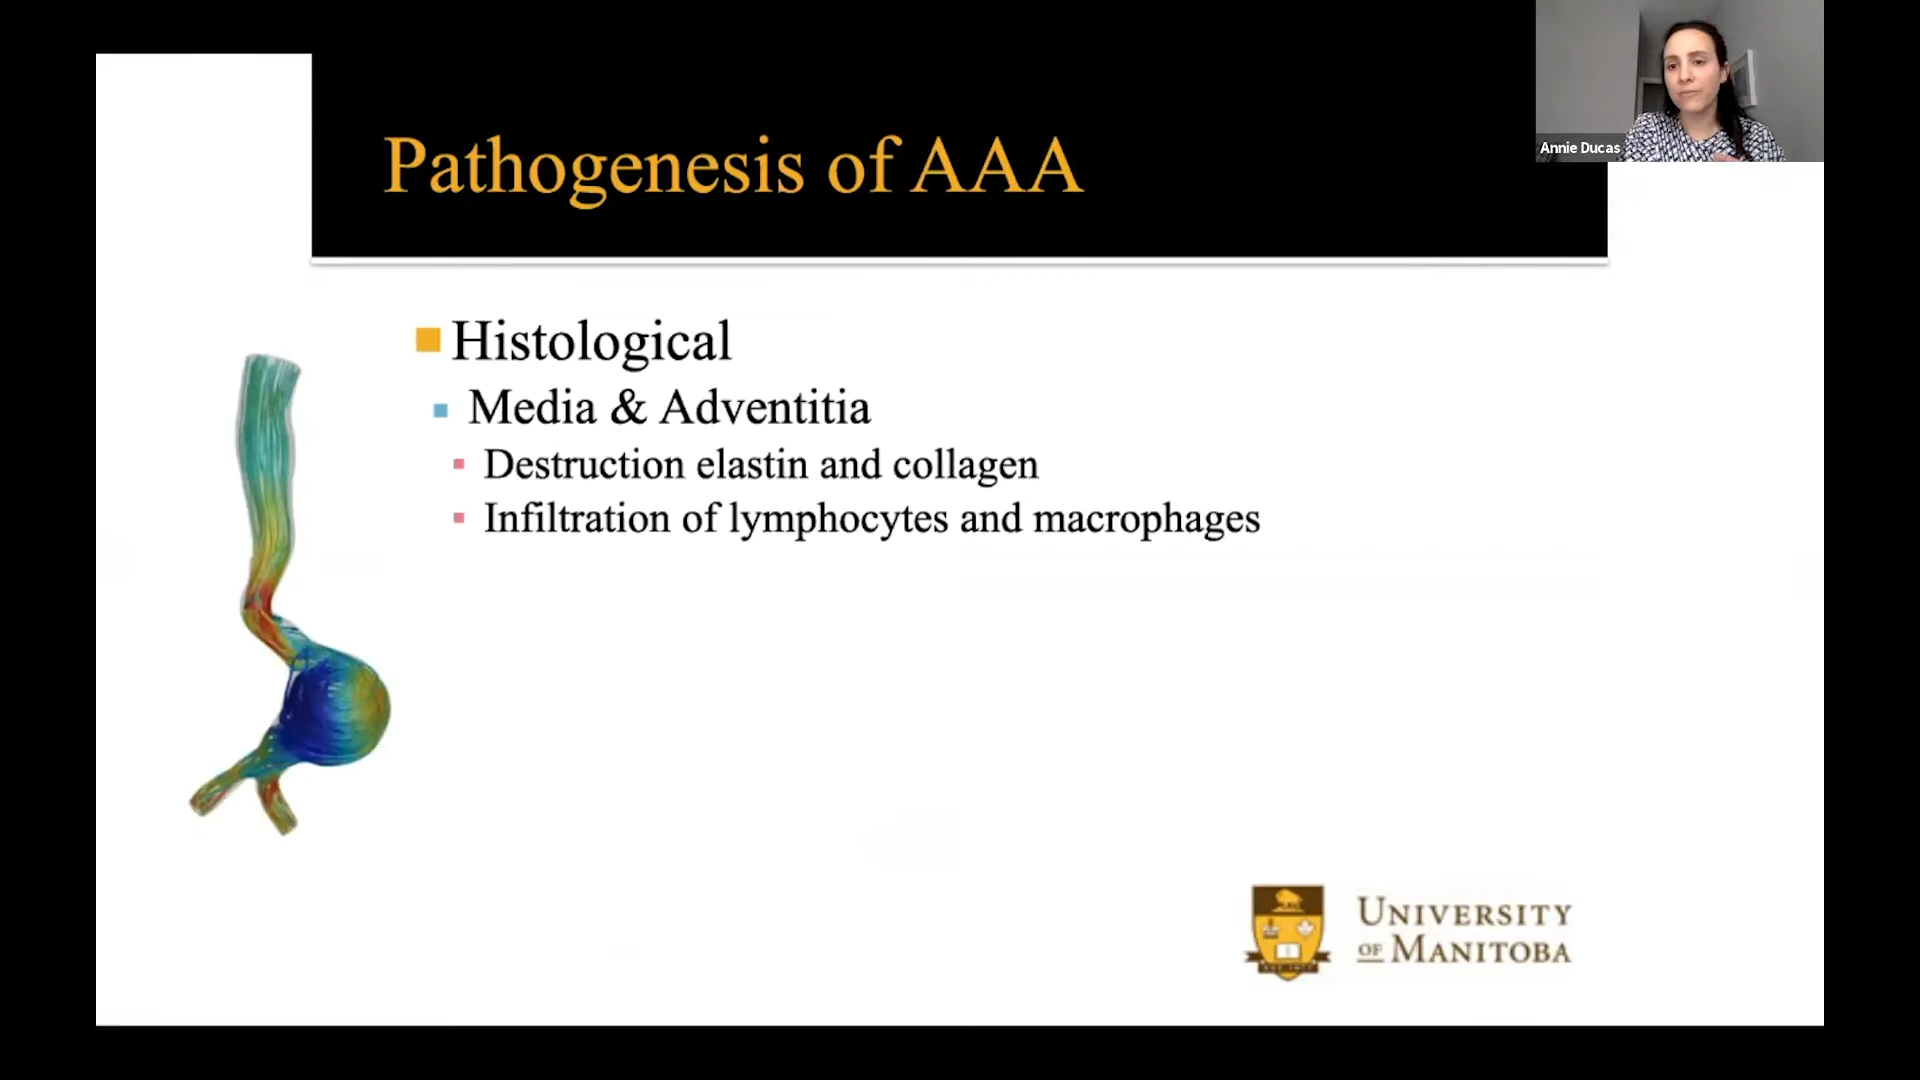 Annie Ducas
Pathogenesis of AAA
Histological
Media & Adventitia
Destruction elastin and collagen
Infiltration of lymphocytes and macrophages
UNIVERSITY
OF MANITOBA